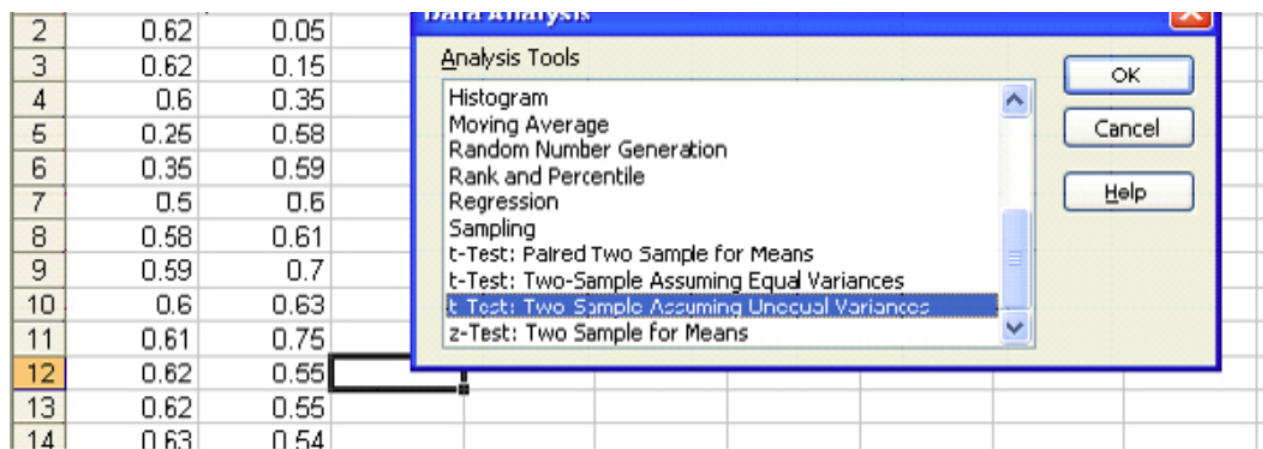 Data Analysis
2 0.62 0.05
Analysis Tools
3 0.62 0.15
OK
4 0.6 0.35
Histogram
5 0.25 0.58
Moving Average
Cancel
Random Number Generation
6 0.35 0.59
Rank and Percentile
7 0.5 0.6
Regression
Help
8 0.58 0.61
Sampling
t-Test: Paired Two Sample for Means
9 0.59 0.7
t-Test: Two-Sample Assuming Equal Variances
10 0.6 0.63
t-Test: Two-Sample Assuming Unequal Variances
11 0.61 0.75
z-Test: Two Sample for Means
12 0.62 0.55
13 0.62 0.55
14 0.63 0.54